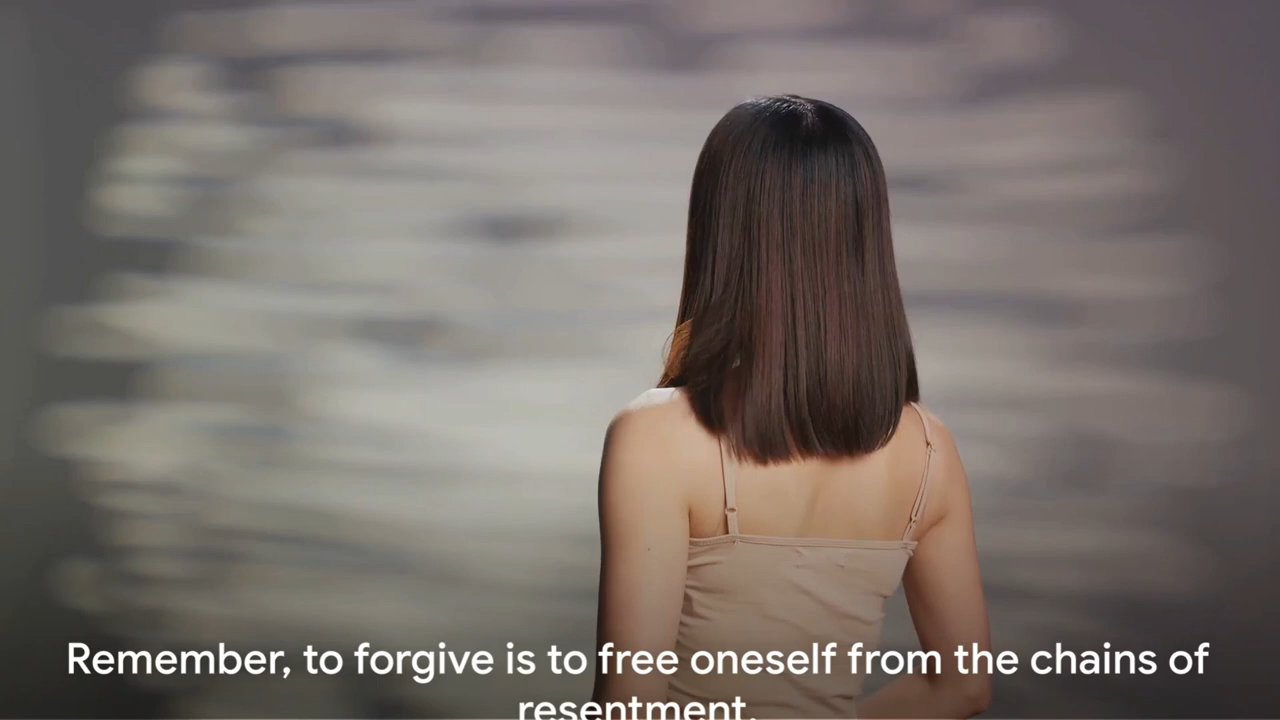 Remember, to forgive is to free oneself from the chains of
resentment.